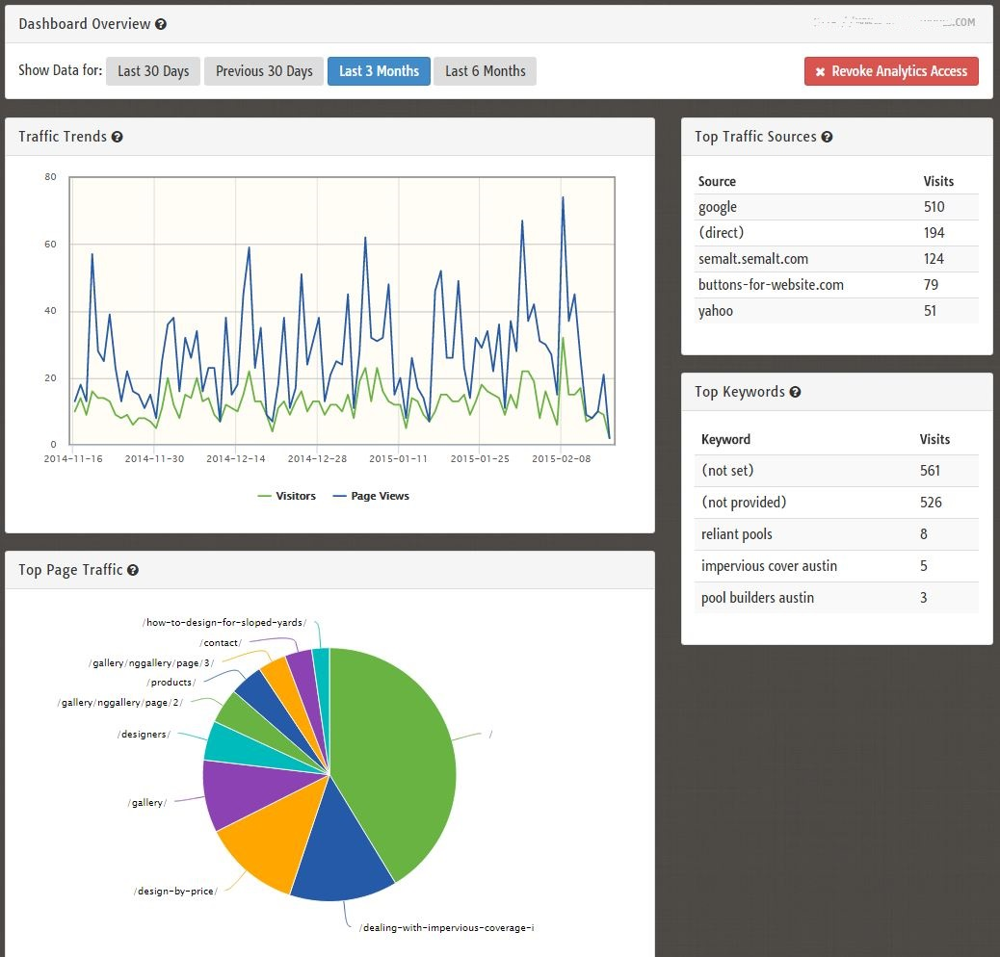 Dashboard Overview
.COM
Show Data for: Last 30 Days Previous 30 Days Last 3 Months Last 6 Months Revoke Analytics Access
Traffic Trends
80
60
40
20
0
2014-11-16 2014-11-30 2014-12-14 2014-12-28 2015-01-11 2015-01-25 2015-02-08
Visitors Page Views
Top Traffic Sources
Source Visits
google 510
(direct) 194
semalt.semalt.com 124
buttons-for-website.com 79
yahoo 51
Top Keywords
Keyword Visits
(not set) 561
(not provided) 526
reliant pools 8
impervious cover austin 5
pool builders austin 3
Top Page Traffic
/how-to-design-for-sloped-yards/
/contact/
/gallery/nggallery/page/3/
/products/
/gallery/nggallery/page/2/
/designers/
/
/gallery/
/design-by-price/
/dealing-with-impervious-coverage-i